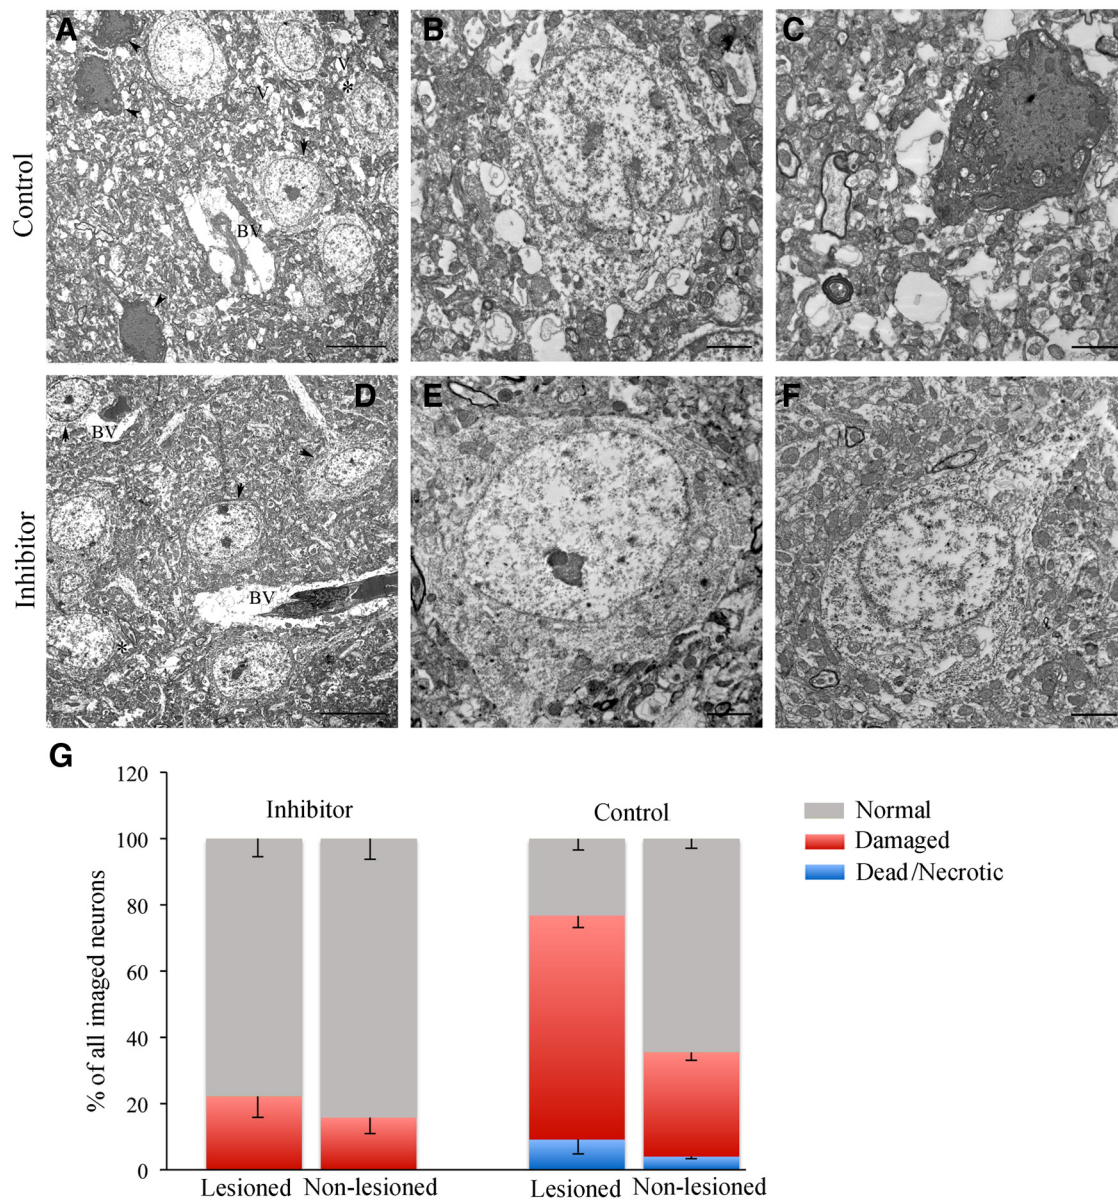 A
B
C
V
V
*
BV
Control
D
E
F
BV
BV
*
Inhibitor
G
120
100
80
60
40
20
0
% of all imaged neurons
Inhibitor
Control
Normal
Damaged
Dead/Necrotic
Lesioned Non-lesioned Lesioned Non-lesioned